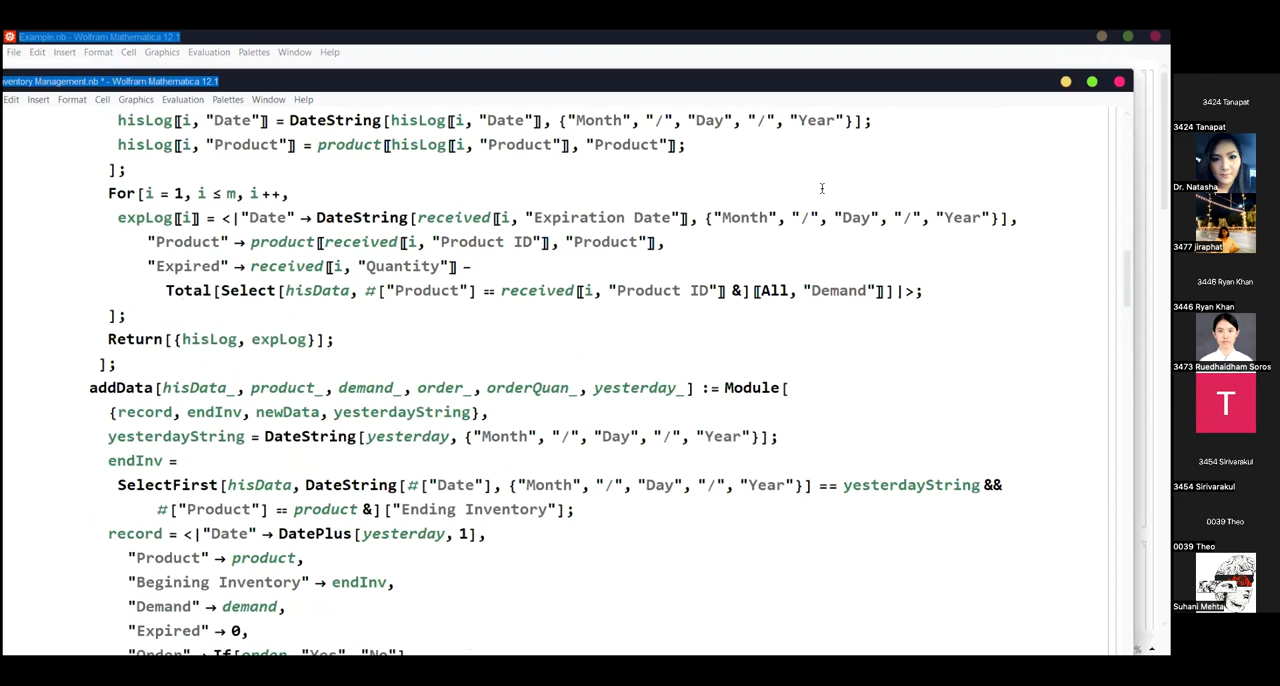 Example.nb - Wolfram Mathematica 12.1
File Edit Insert Format Cell Graphics Evaluation Palettes Window Help
ventory Management.nb * - Wolfram Mathematica 12.1
Edit Insert Format Cell Graphics Evaluation Palettes Window Help
hisLog[[i, "Date"]] = DateString[hisLog[[i, "Date"]], {"Month", "/", "Day", "/", "Year"}];
hisLog[[i, "Product"]] = product[[hisLog[[i, "Product"]], "Product"]];
];
For[i = 1, i ≤ m, i++,
expLog[[i]] = <|"Date" → DateString[received[[i, "Expiration Date"]], {"Month", "/", "Day", "/", "Year"}],
"Product" → product[[received[[i, "Product ID"]], "Product"]],
"Expired" → received[[i, "Quantity"]] –
Total[Select[hisData, #["Product"] == received[[i, "Product ID"]] &][[All, "Demand"]]]|>;
];
Return[{hisLog, expLog}];
];
addData[hisData_, product_, demand_, order_, orderQuan_, yesterday_] := Module[
{record, endInv, newData, yesterdayString},
yesterdayString = DateString[yesterday, {"Month", "/", "Day", "/", "Year"}];
endInv =
SelectFirst[hisData, DateString[#["Date"], {"Month", "/", "Day", "/", "Year"}] == yesterdayString &&
#["Product"] == product &]["Ending Inventory"];
record = <|"Date" → DatePlus[yesterday, 1],
"Product" → product,
"Begining Inventory" → endInv,
"Demand" → demand,
"Expired" → 0,
"Order" → If[order, "Yes", "No"]
3424 Tanapat
3424 Tanapat
Dr. Natasha
3477 jiraphat
3446 Ryan Khan
3446 Ryan Khan
3473 Ruedhaidham Soros
T
3454 Sirivarakul
3454 Sirivarakul
0039 Theo
0039 Theo
Suhani Mehta